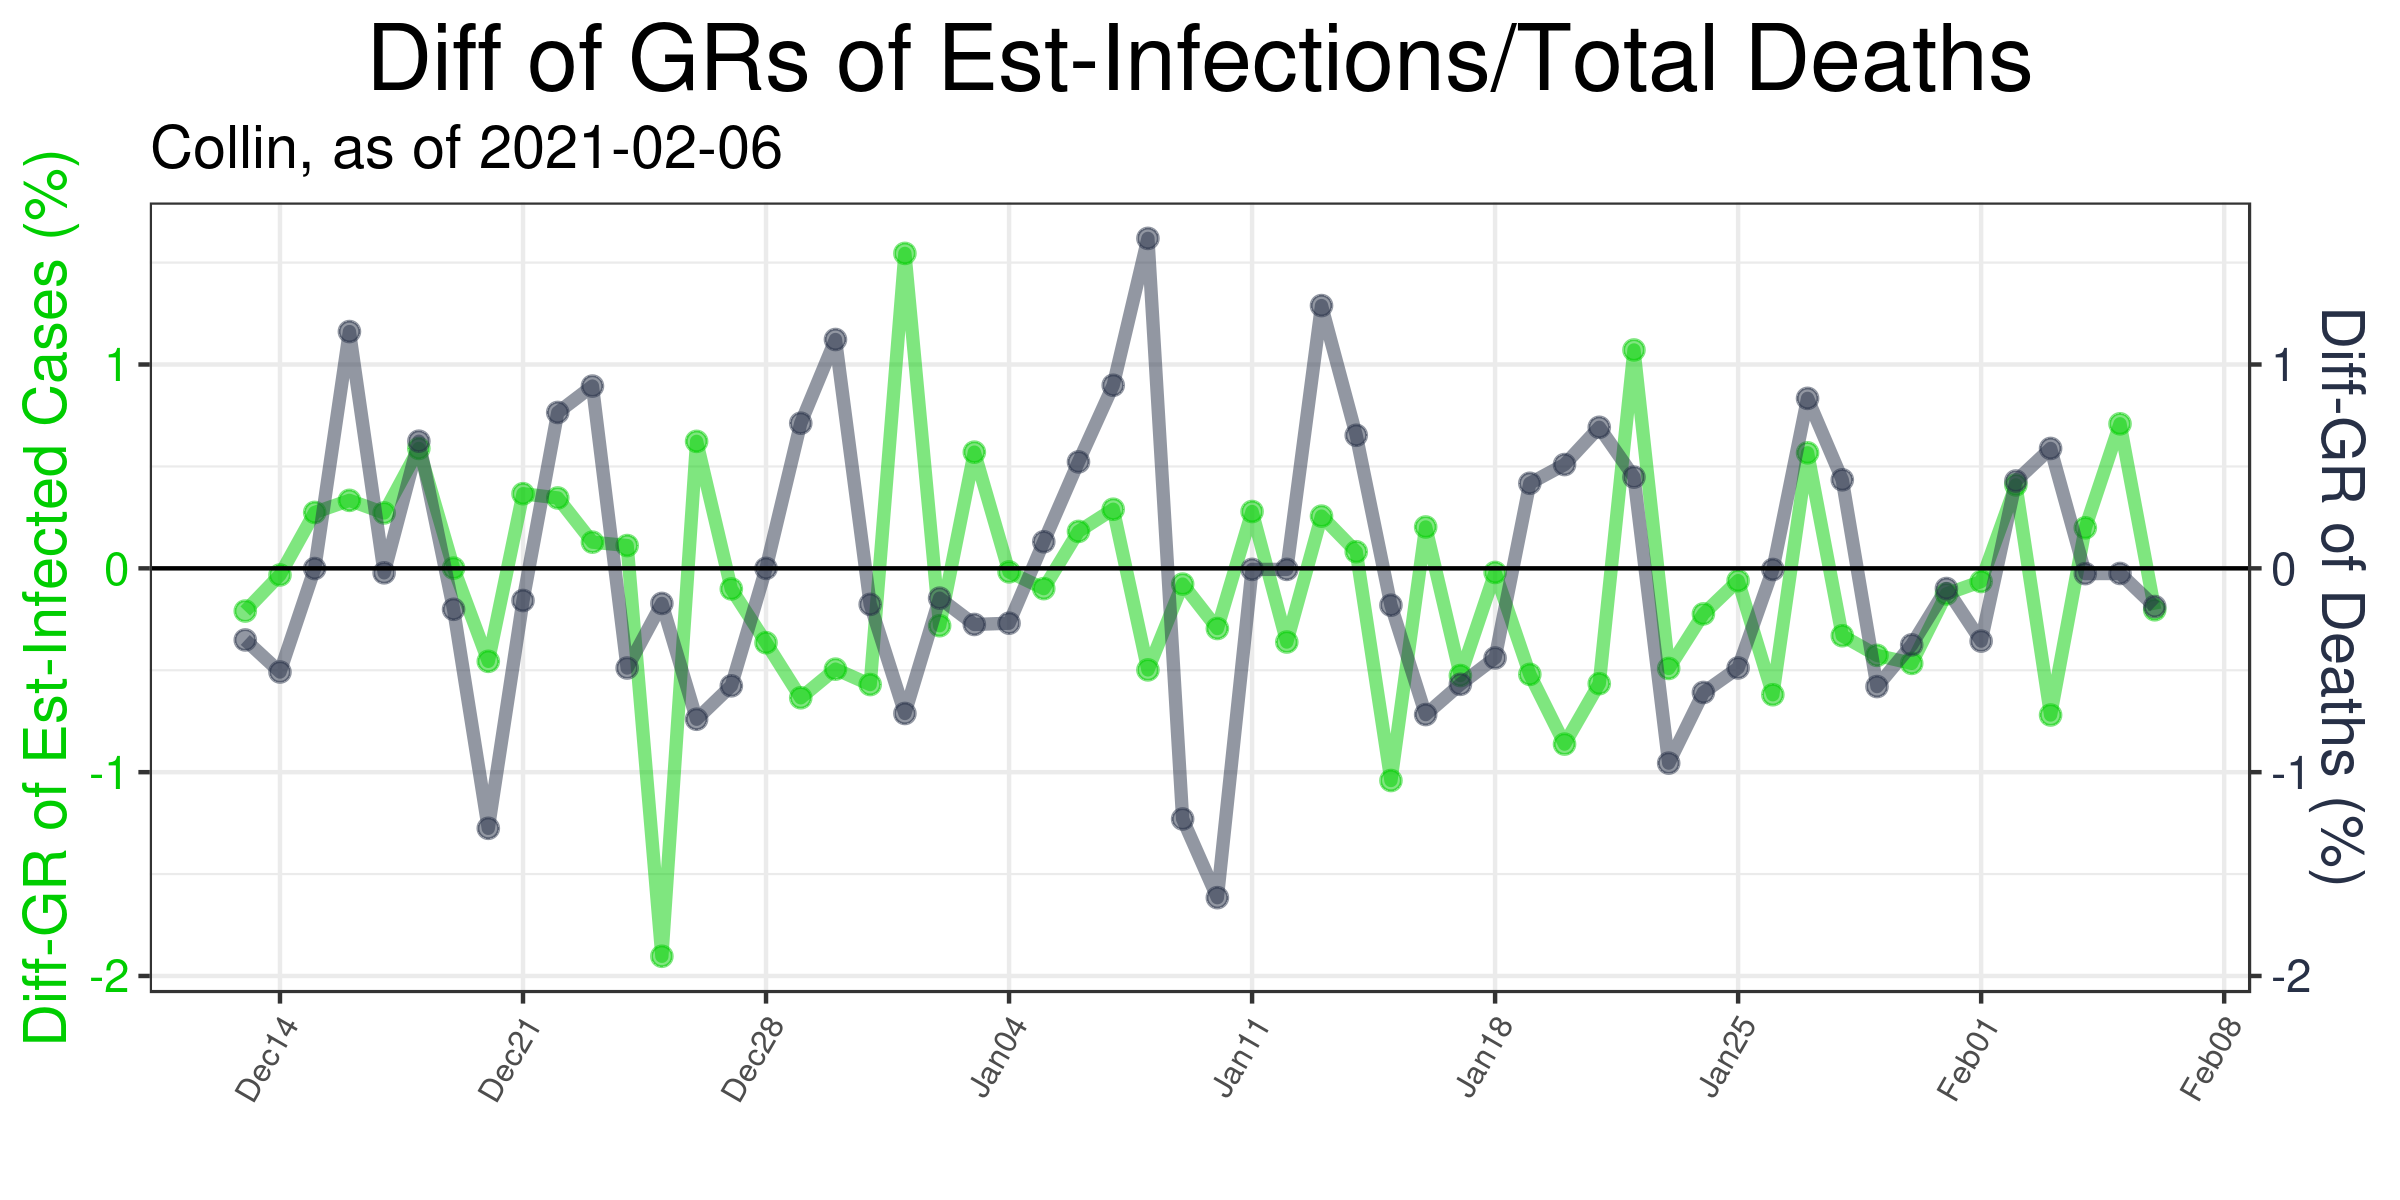 Diff of GRs of Est-Infections/Total Deaths
Collin, as of 2021-02-06
Diff-GR of Est-Infected Cases (%)
1
0
-1
-2
1
0
-1
-2
Diff-GR of Deaths (%)
Dec14
Dec21
Dec28
Jan04
Jan11
Jan18
Jan25
Feb01
Feb08